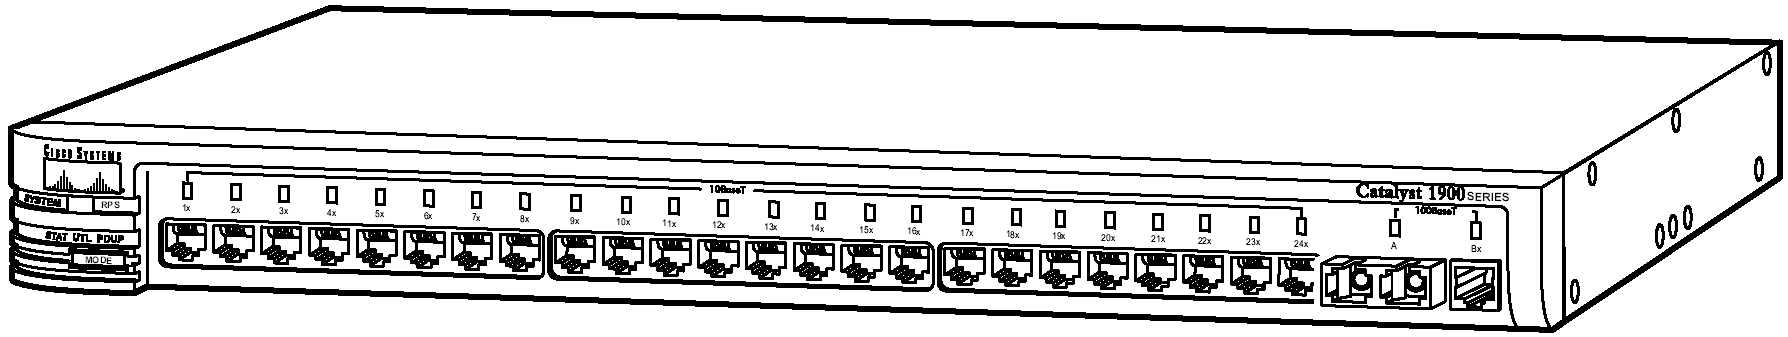 CISCO SYSTEMS
SYSTEM RPS
STAT UTL FDUP
MODE
10BaseT
1x 2x 3x 4x 5x 6x 7x 8x 9x 10x 11x 12x 13x 14x 15x 16x 17x 18x 19x 20x 21x 22x 23x 24x
Catalyst 1900 SERIES
100BaseT
A Bx